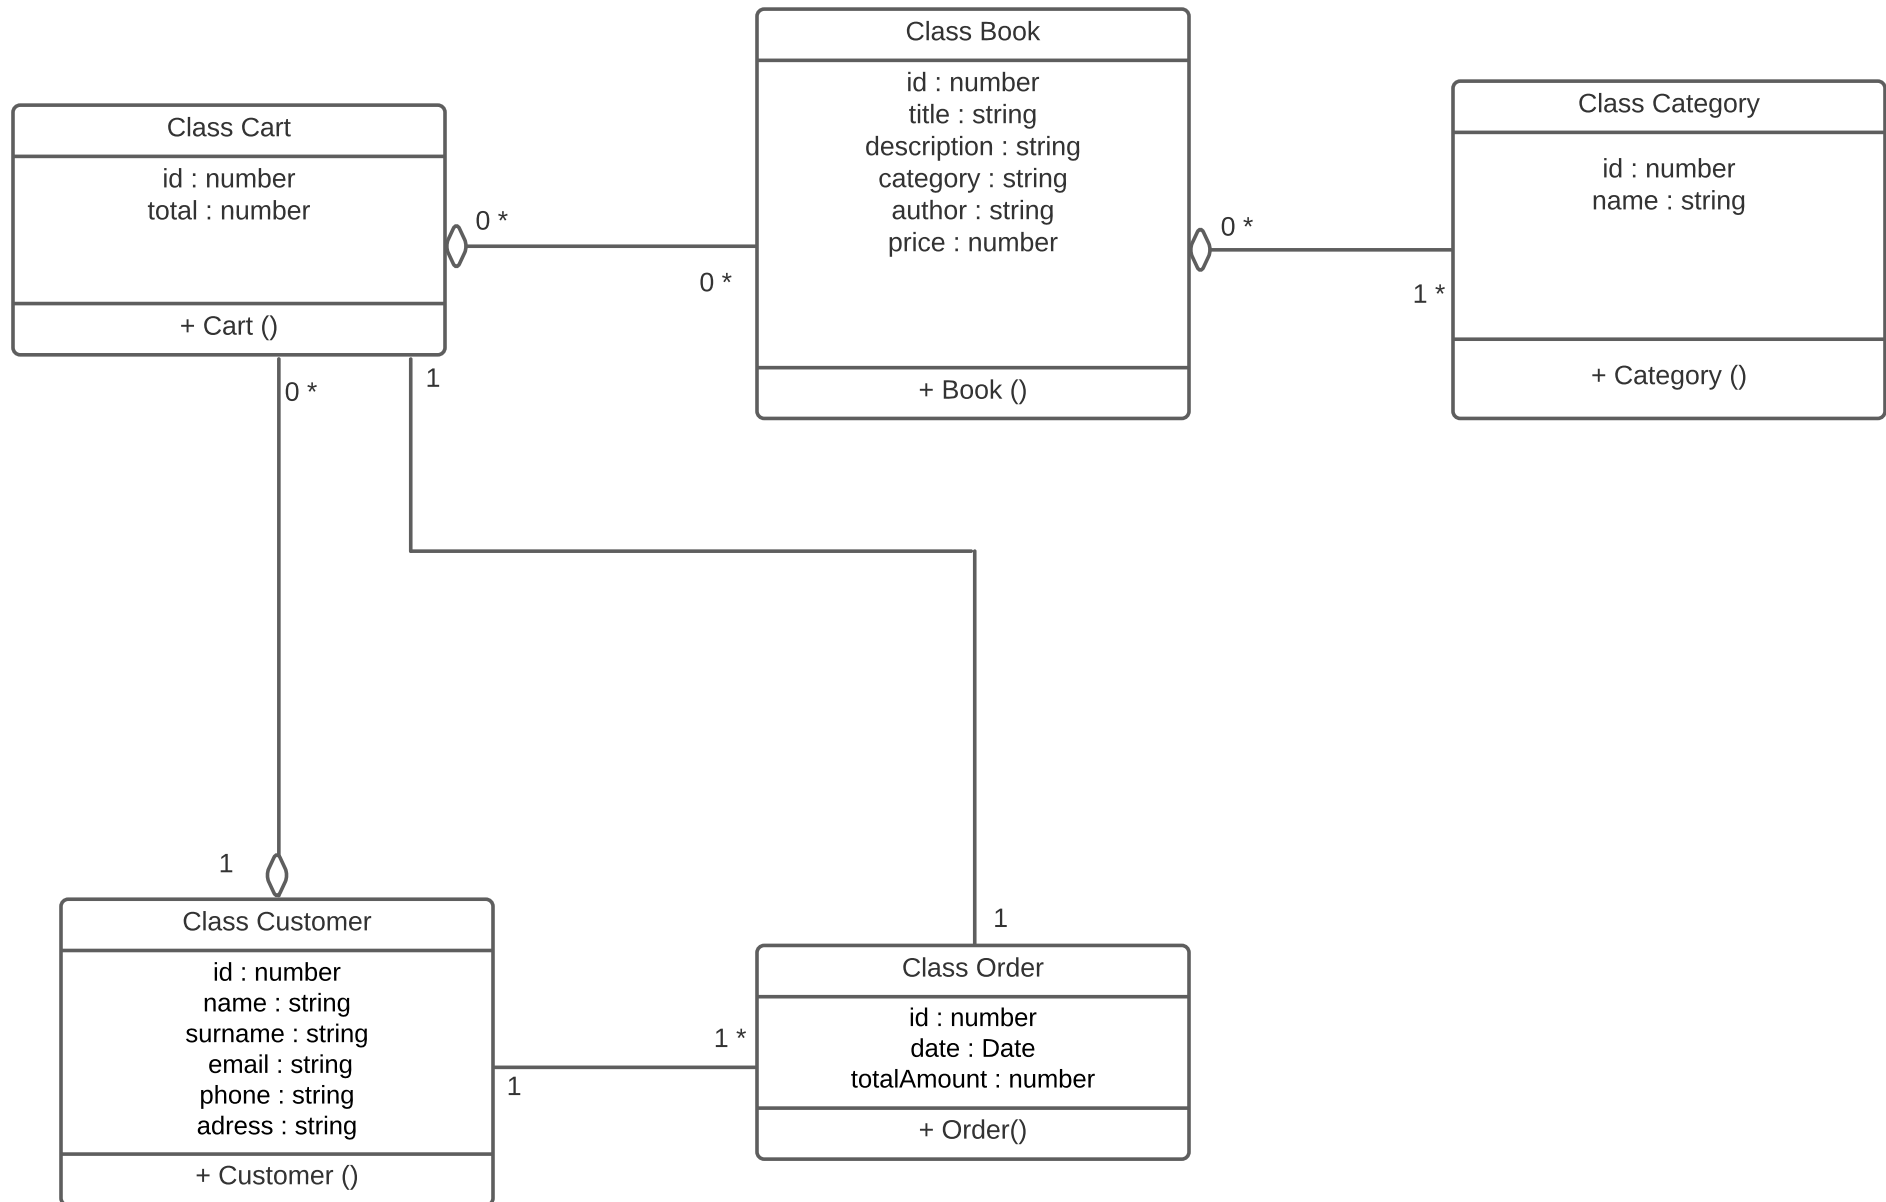 Class Book
id : number
title : string
description : string
category : string
author : string
price : number
+ Book ()
Class Category
id : number
name : string
+ Category ()
Class Cart
id : number
total : number
+ Cart ()
0 *
0 *
0 *
1 *
0 *
1
1
1
Class Customer
id : number
name : string
surname : string
email : string
phone : string
adress : string
+ Customer ()
1 *
1
Class Order
id : number
date : Date
totalAmount : number
+ Order()